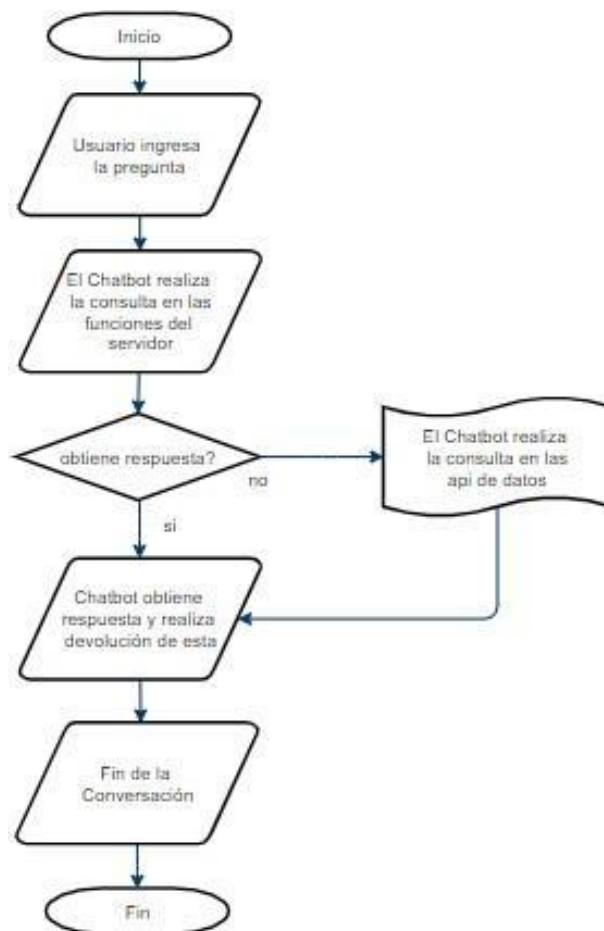 Inicio
Usuario ingresa
la pregunta
El Chatbot realiza
la consulta en las
funciones del
servidor
obtiene respuesta?
no
si
El Chatbot realiza
la consulta en las
api de datos
Chatbot obtiene
respuesta y realiza
devolución de esta
Fin de la
Conversación
Fin